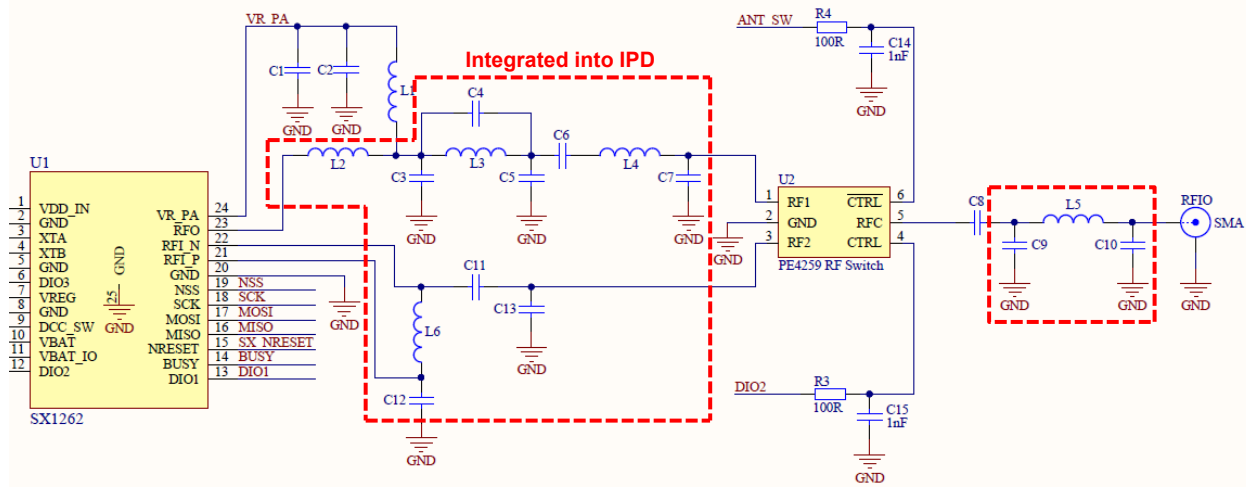 VR_PA
ANT_SW
R4
100R
C14
1nF
GND
C1
C2
L1
GND
GND
Integrated into IPD
C4
C6
L2
L3
L4
C3
C5
C7
GND
GND
GND
U1
SX1262
1 VDD_IN
2 GND
3 XTA
4 XTB
5 GND
6 DIO3
7 VREG
8 GND
9 DCC_SW
10 VBAT
11 VBAT_IO
12 DIO2
GND
25
GND
VR_PA 24
RFO 23
RFI_N 22
RFI_P 21
GND 20
NSS 19 NSS
SCK 18 SCK
MOSI 17 MOSI
MISO 16 MISO
NRESET 15 SX_NRESET
BUSY 14 BUSY
DIO1 13 DIO1
GND
C11
C13
GND
L6
C12
GND
U2
1 RF1
2 GND
3 RF2
CTRL 6
RFC 5
CTRL 4
PE4259 RF Switch
GND
C8
L5
C9
C10
GND
GND
RFIO
SMA
GND
DIO2
R3
100R
C15
1nF
GND